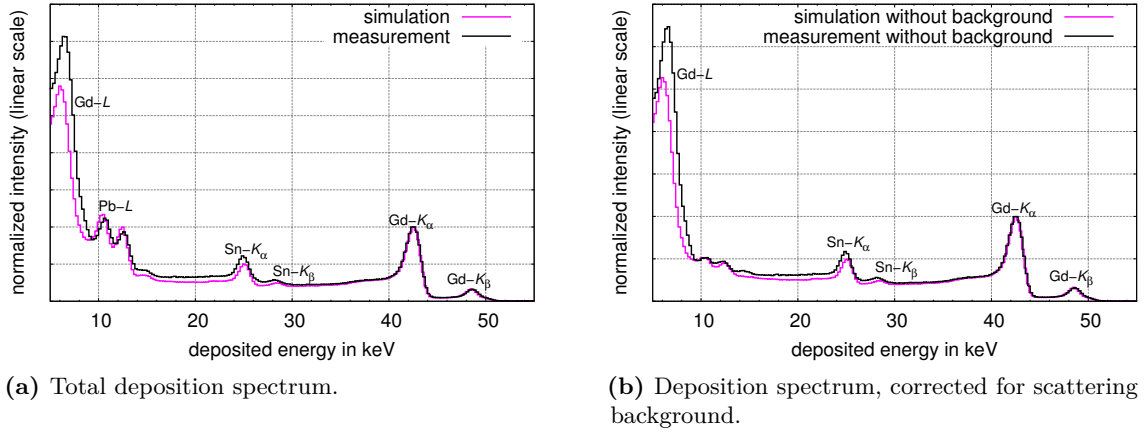 simulation
measurement
normalized intensity (linear scale)
Gd−L
Pb−L
Sn−Kα
Sn−Kβ
Gd−Kα
Gd−Kβ
10 20 30 40 50
deposited energy in keV
(a) Total deposition spectrum.
simulation without background
measurement without background
normalized intensity (linear scale)
Gd−L
Sn−Kα
Sn−Kβ
Gd−Kα
Gd−Kβ
10 20 30 40 50
deposited energy in keV
(b) Deposition spectrum, corrected for scattering
background.